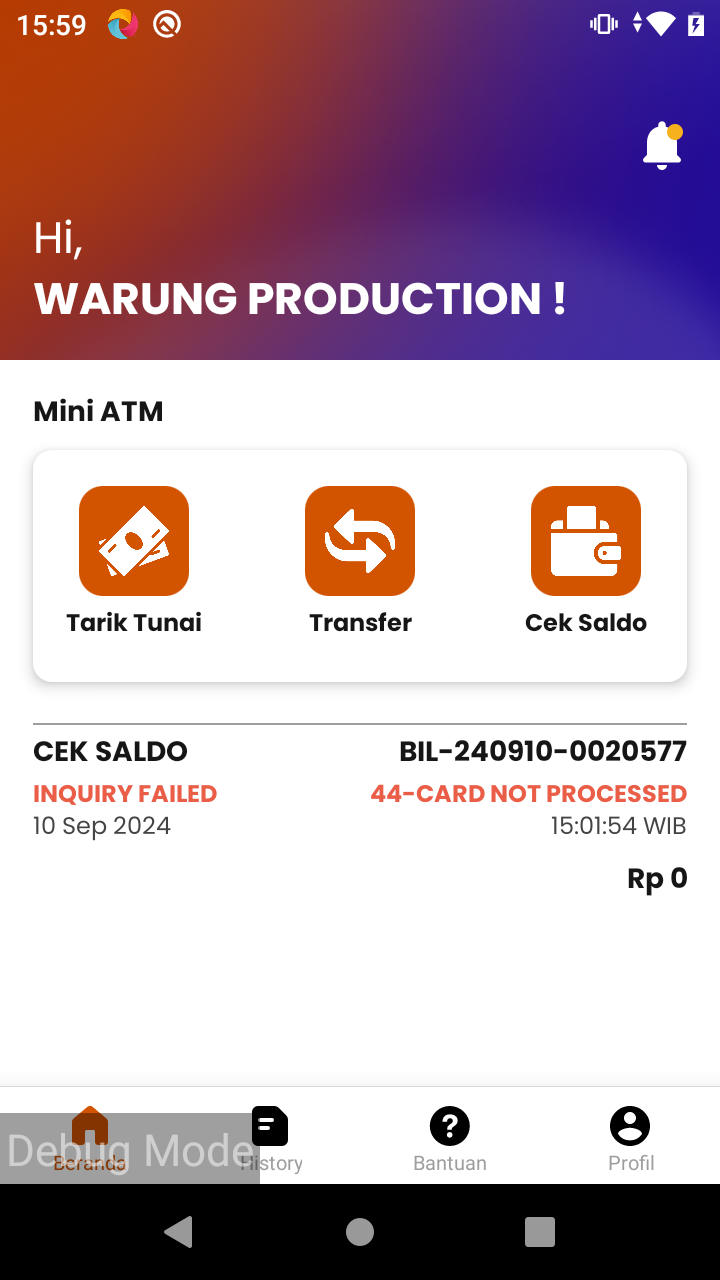 15:59
Hi,
WARUNG PRODUCTION !
Mini ATM
Tarik Tunai
Transfer
Cek Saldo
CEK SALDO
BIL-240910-0020577
INQUIRY FAILED
44-CARD NOT PROCESSED
10 Sep 2024
15:01:54 WIB
Rp 0
Debug Mode
Beranda
History
Bantuan
Profil